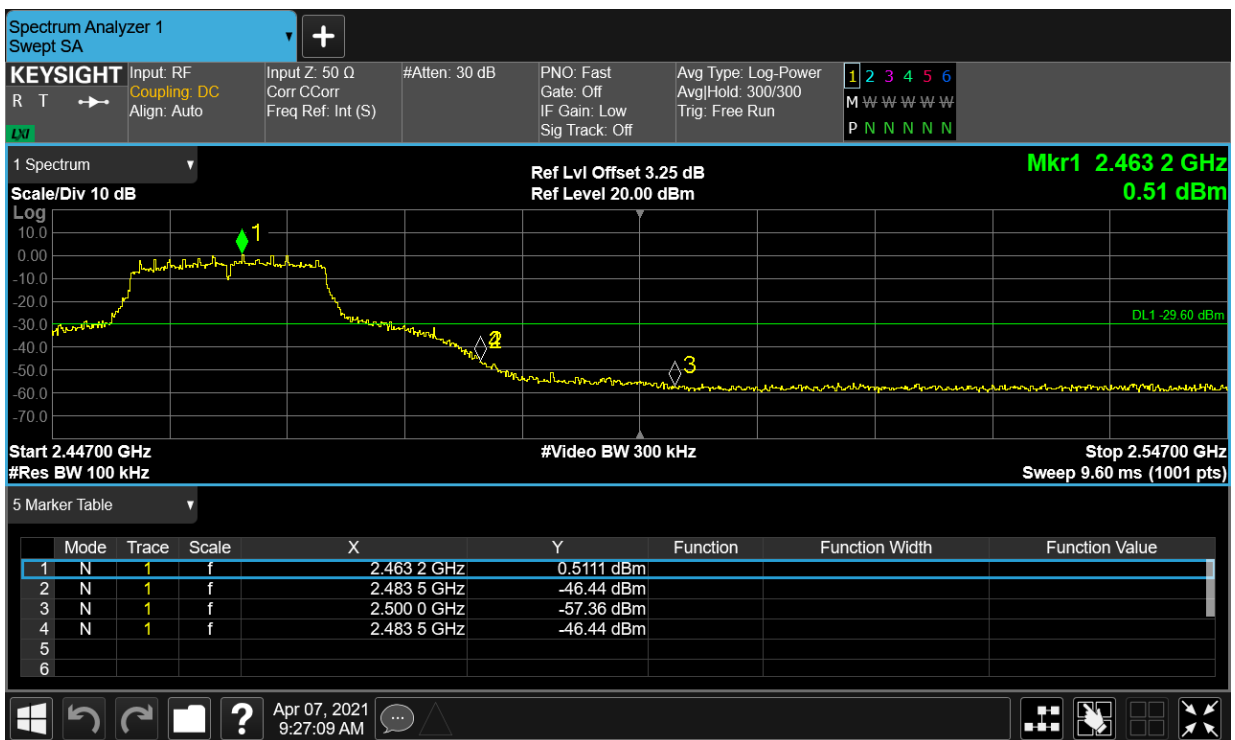 Spectrum Analyzer 1
Swept SA
KEYSIGHT Input: RF Input Z: 50 Ω #Atten: 30 dB PNO: Fast Avg Type: Log-Power 1 2 3 4 5 6
R T Coupling: DC Corr CCorr Gate: Off Avg|Hold: 300/300 M W W W W W
Align: Auto Freq Ref: Int (S) IF Gain: Low Trig: Free Run
LXI Sig Track: Off P N N N N N
1 Spectrum Ref Lvl Offset 3.25 dB Mkr1 2.463 2 GHz
Scale/Div 10 dB Ref Level 20.00 dBm 0.51 dBm
Log
10.0 1
0.00
-10.0
-20.0
-30.0 DL1 -29.60 dBm
-40.0 2 4
-50.0 3
-60.0
-70.0
Start 2.44700 GHz #Video BW 300 kHz Stop 2.54700 GHz
#Res BW 100 kHz Sweep 9.60 ms (1001 pts)
5 Marker Table
Mode Trace Scale X Y Function Function Width Function Value
1 N 1 f 2.463 2 GHz 0.5111 dBm
2 N 1 f 2.483 5 GHz -46.44 dBm
3 N 1 f 2.500 0 GHz -57.36 dBm
4 N 1 f 2.483 5 GHz -46.44 dBm
5
6
? Apr 07, 2021
9:27:09 AM